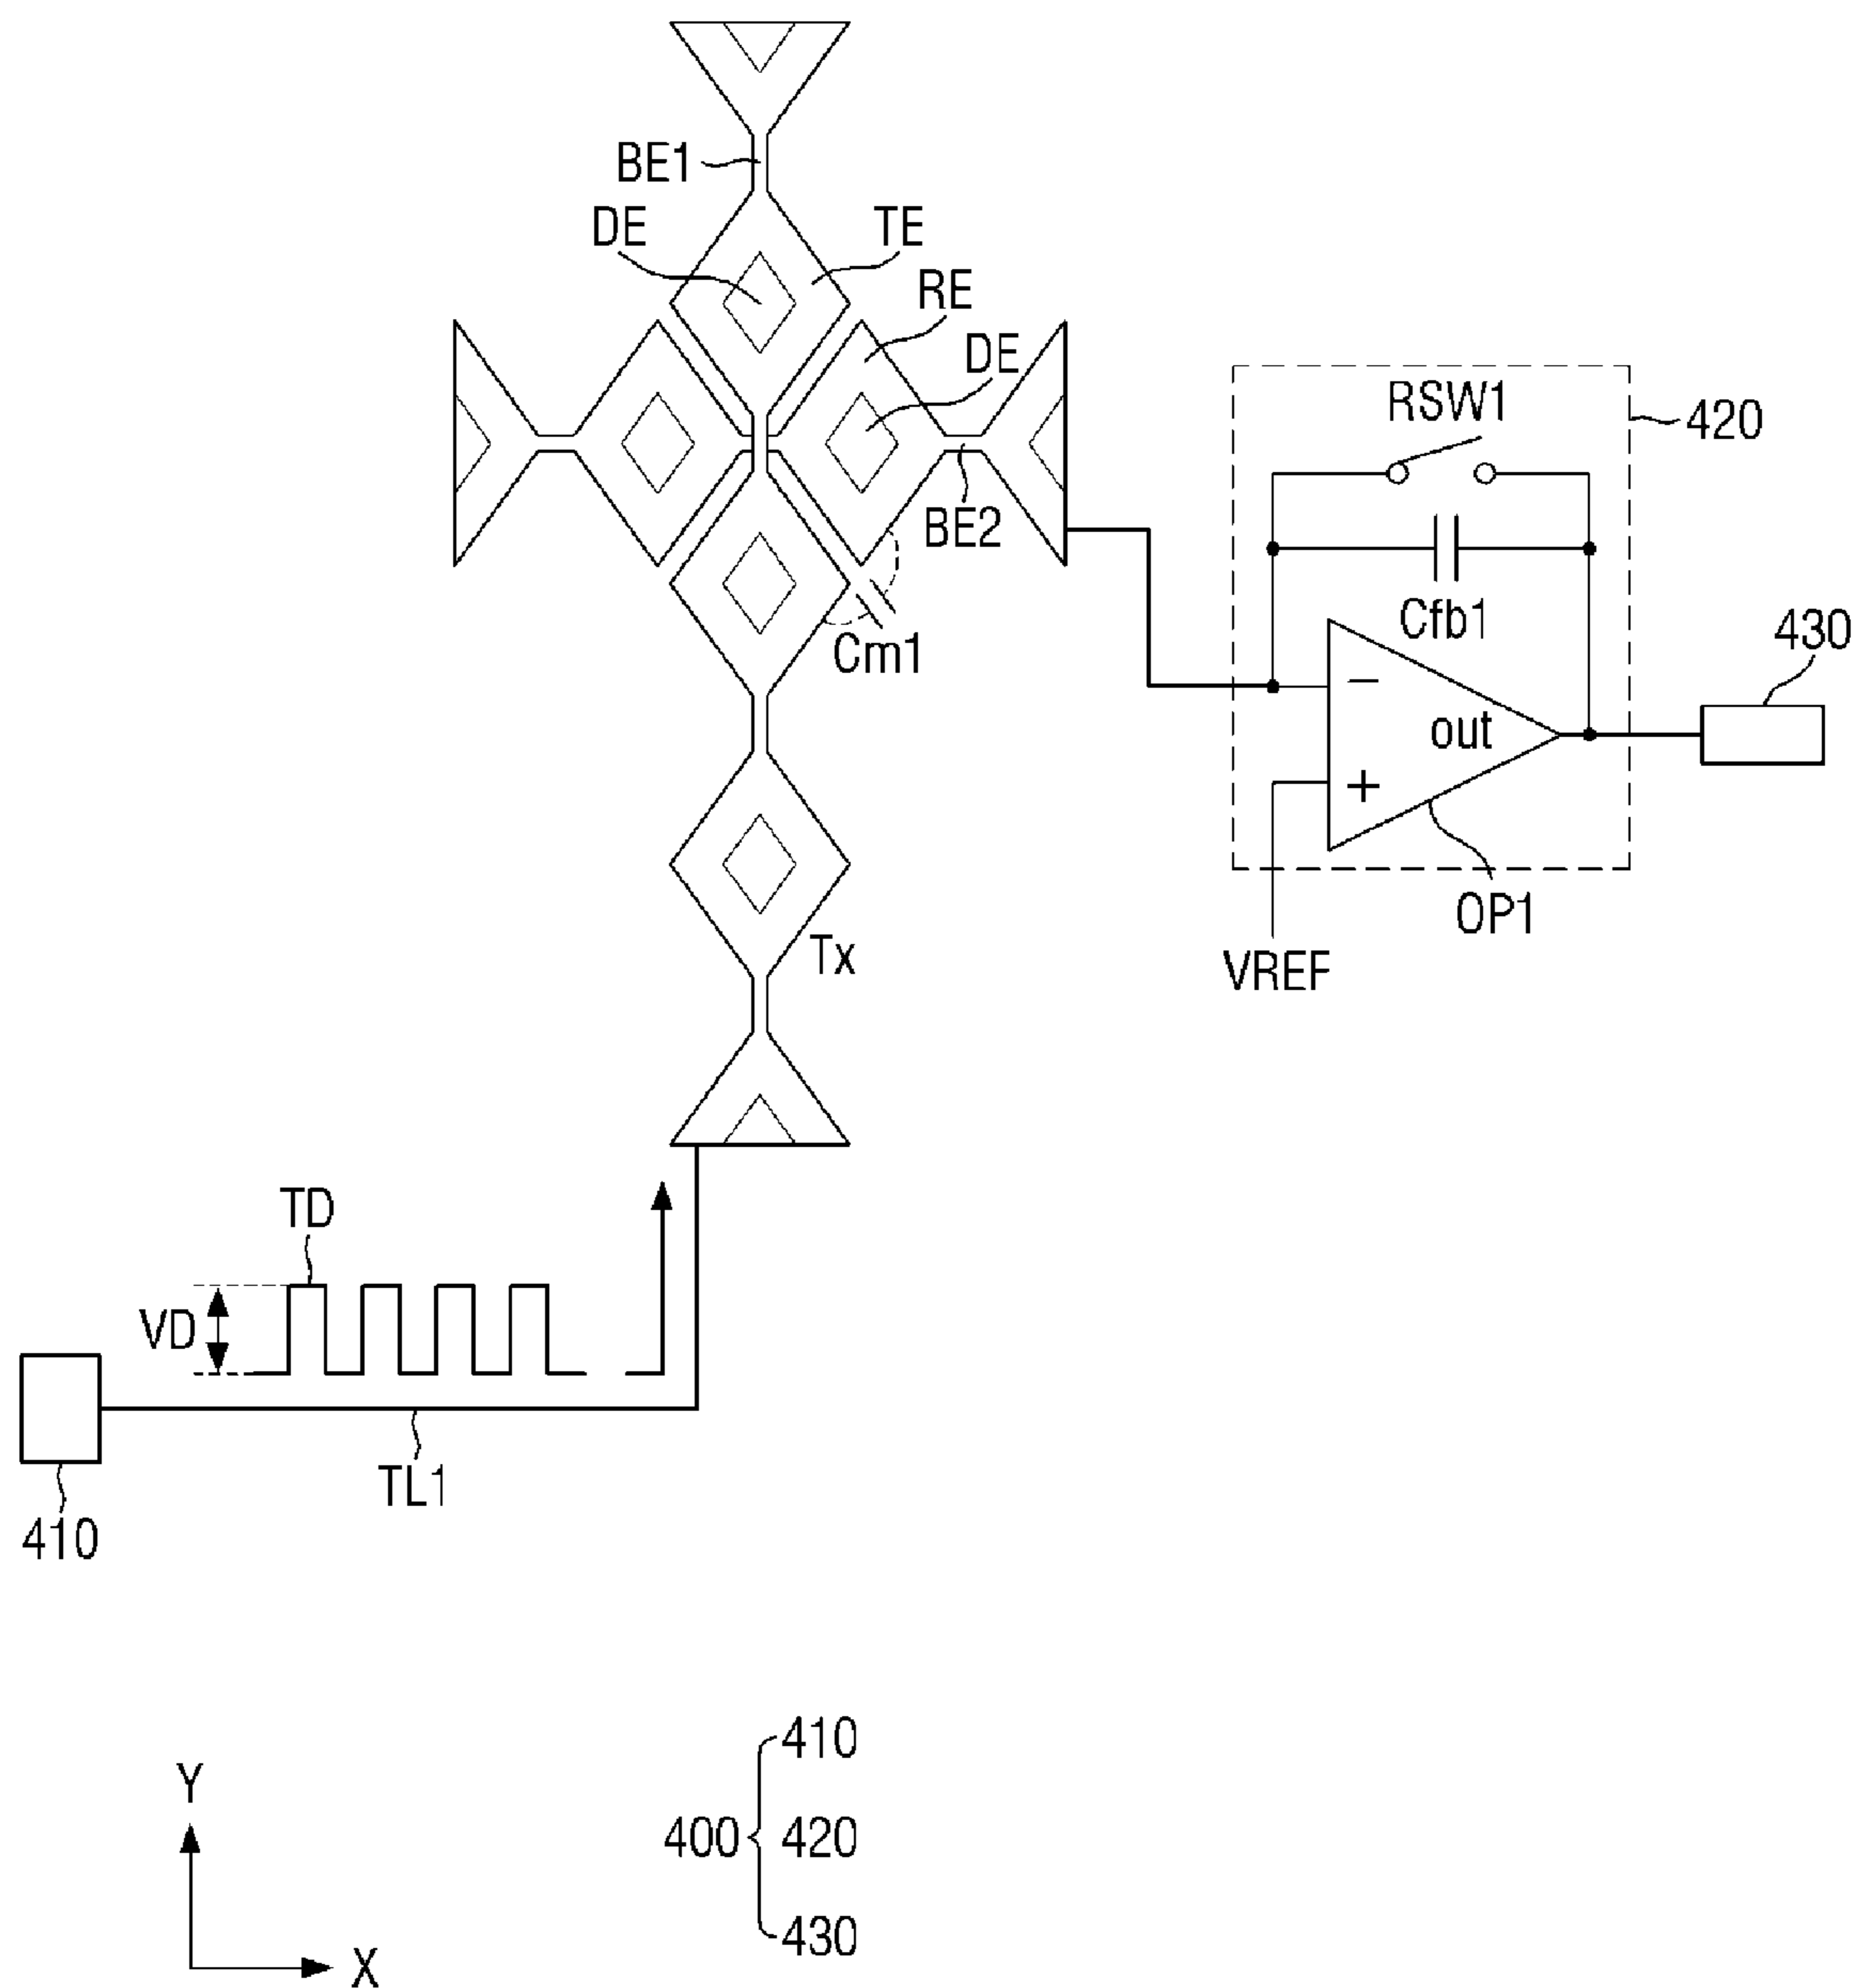 BE1
DE
TE
RE
DE
RSW1
420
BE2
Cfb1
Cm1
430
−
out
+
OP1
Tx
VREF
TD
VD
TL1
410
410
Y
400
420
430
X